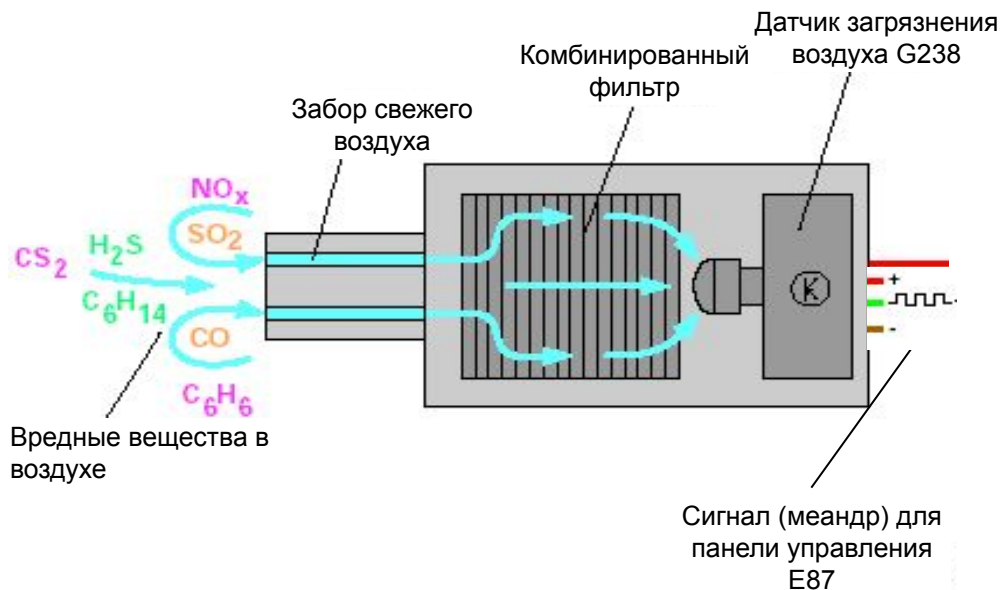 Датчик загрязнения
воздуха G238
Комбинированный
фильтр
Забор свежего
воздуха
NOx
SO2
H2S
CS2
C6H14
CO
C6H6
K
+
-
Вредные вещества в
воздухе
Сигнал (меандр) для
панели управления
E87